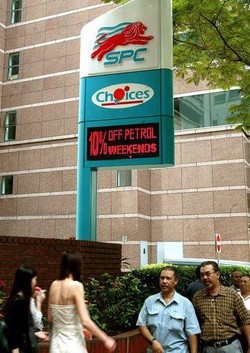 SPC
Choices
10% OFF PETROL
WEEKENDS